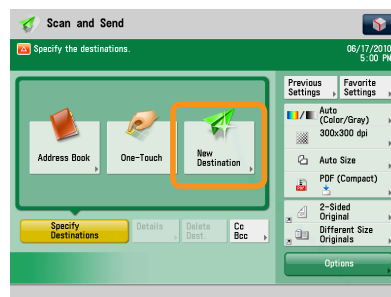 Scan and Send
Specify the destinations.
06/17/2010
5:00 PM
Previous
Settings
Favorite
Settings
Auto
(Color/Gray)
300x300 dpi
Address Book
One-Touch
New
Destination
Auto Size
PDF (Compact)
2-Sided
Original
Different Size
Originals
Specify
Destinations
Details
Delete
Dest.
Cc
Bcc
Options